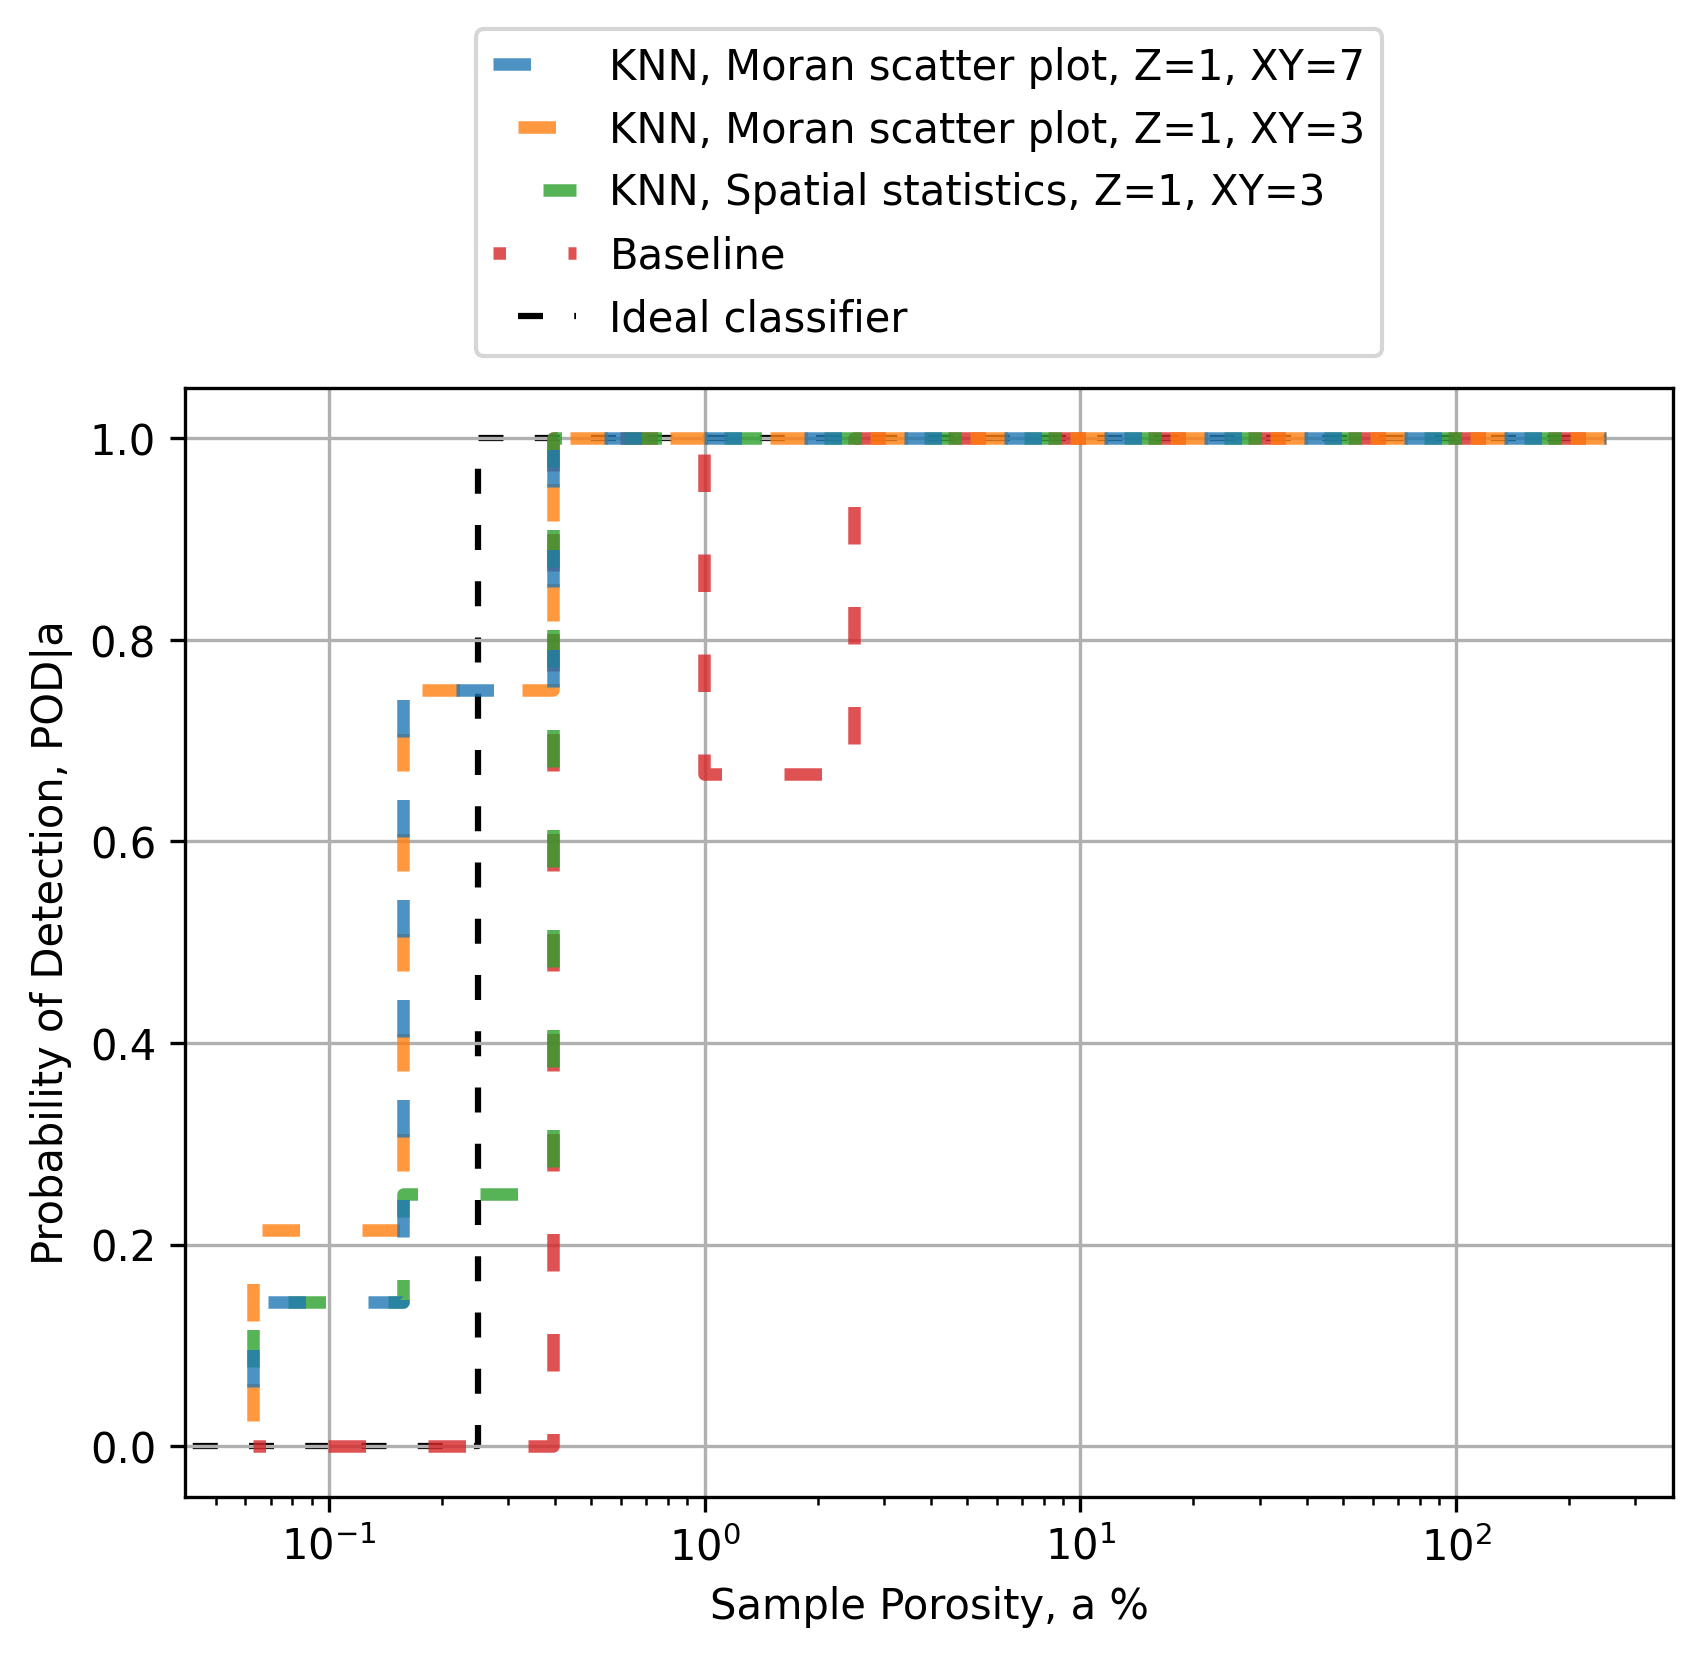 KNN, Moran scatter plot, Z=1, XY=7
KNN, Moran scatter plot, Z=1, XY=3
KNN, Spatial statistics, Z=1, XY=3
Baseline
Ideal classifier
Probability of Detection, POD|a
1.0
0.8
0.6
0.4
0.2
0.0
10⁻¹ 10⁰ 10¹ 10²
Sample Porosity, a %